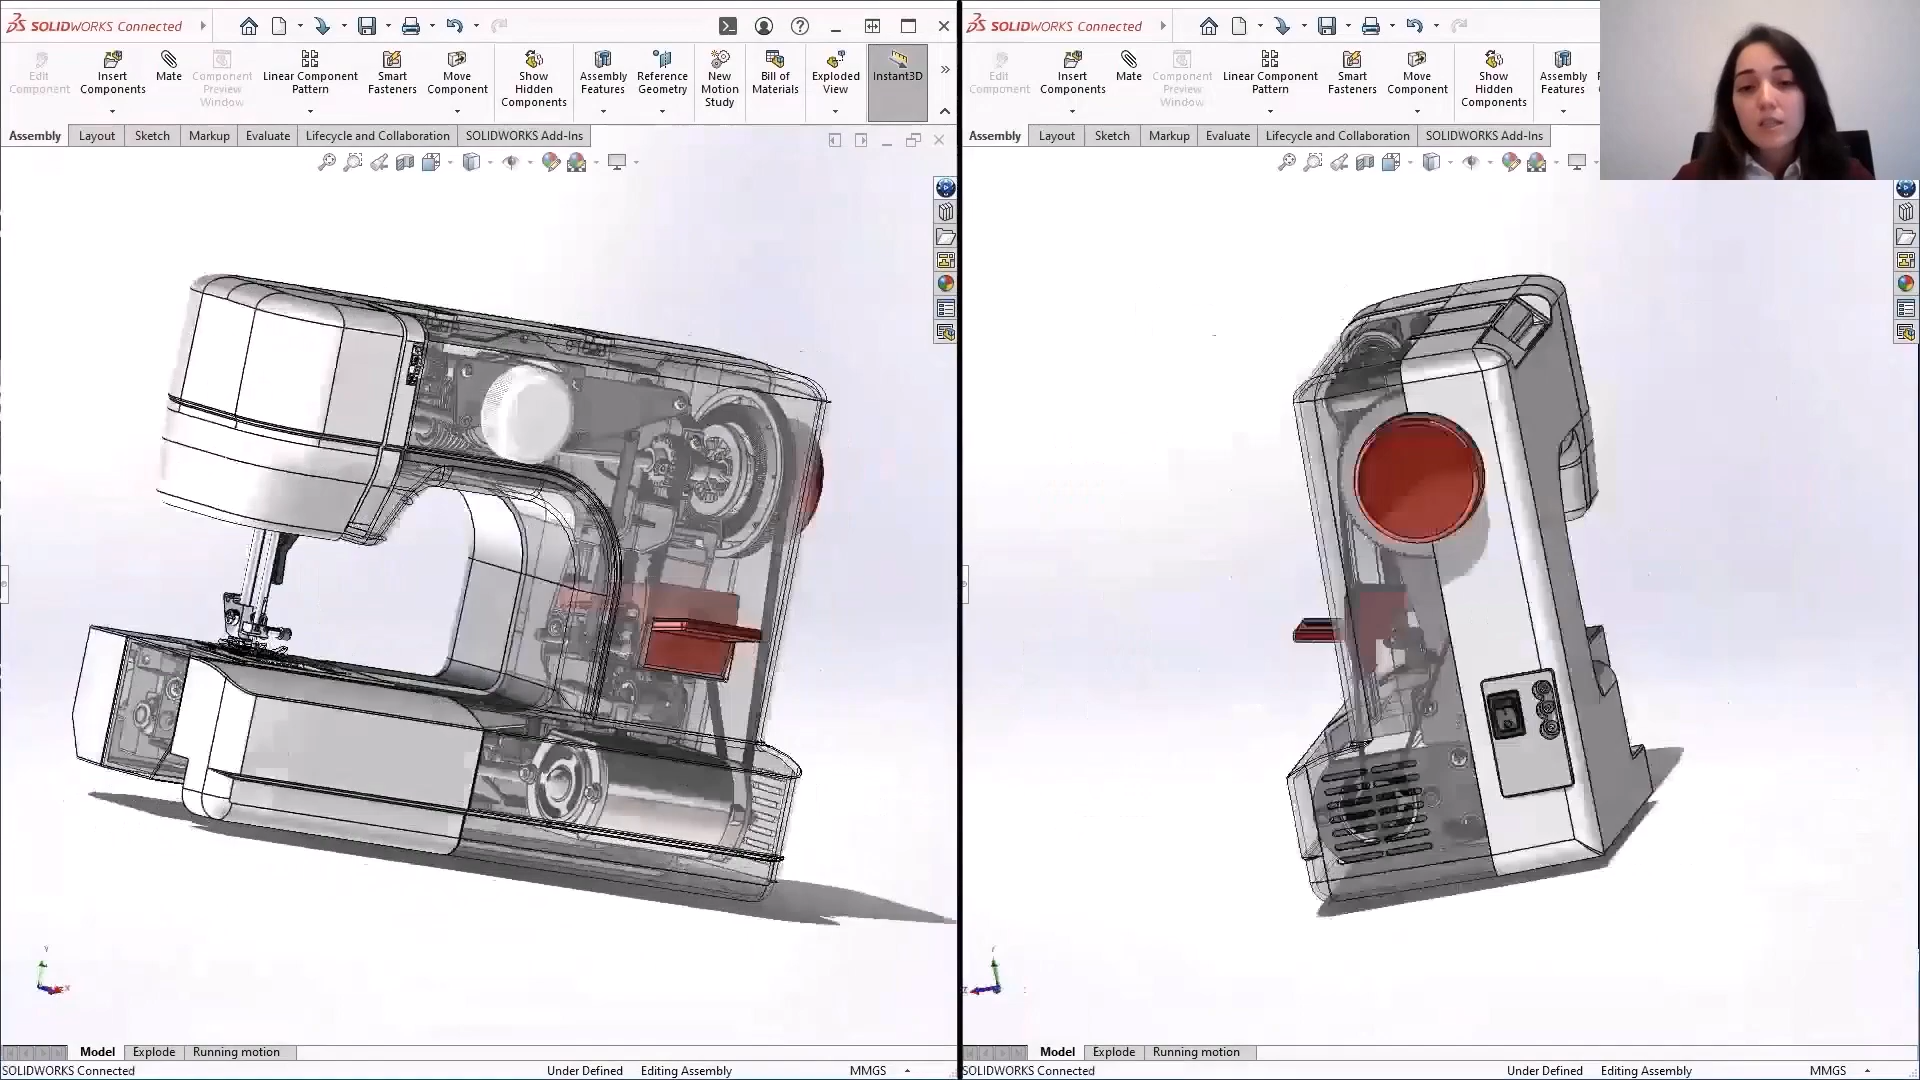 SOLIDWORKS Connected
Edit Component
Insert Components
Mate
Component Preview Window
Linear Component Pattern
Smart Fasteners
Move Component
Show Hidden Components
Assembly Features
Reference Geometry
New Motion Study
Bill of Materials
Exploded View
Instant3D
Assembly Layout Sketch Markup Evaluate Lifecycle and Collaboration SOLIDWORKS Add-Ins
Model Explode Running motion
SOLIDWORKS Connected Under Defined Editing Assembly MMGS
SOLIDWORKS Connected
Edit Component
Insert Components
Mate
Component Preview Window
Linear Component Pattern
Smart Fasteners
Move Component
Show Hidden Components
Assembly Features
Assembly Layout Sketch Markup Evaluate Lifecycle and Collaboration SOLIDWORKS Add-Ins
Model Explode Running motion
SOLIDWORKS Connected Under Defined Editing Assembly MMGS